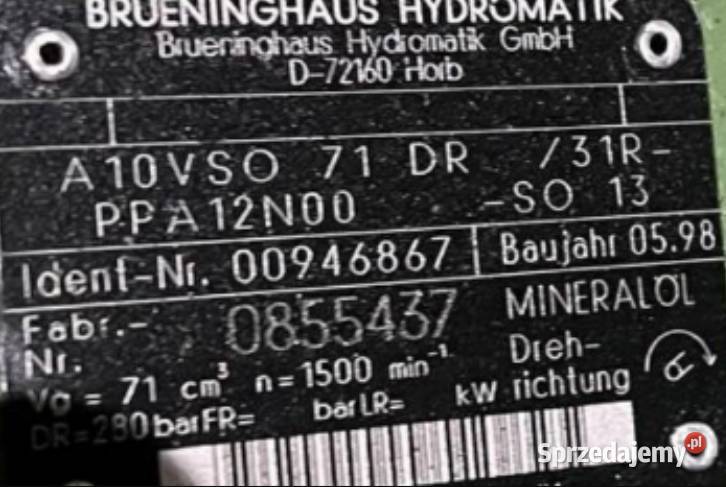 BRUENINGHAUS HYDROMATIK
Brueninghaus Hydromatik GmbH
D-72160 Horb
A10VSO 71 DR /31R-
PPA12N00 -SO 13
Ident-Nr. 00946867 Baujahr 05.98
Fabr.-
Nr. 0855437 MINERALÖL
Vg = 71 cm³ n=1500 min⁻¹ Dreh-
richtung
DR=280 bar FR= bar LR= kW
Sprzedajemy.pl